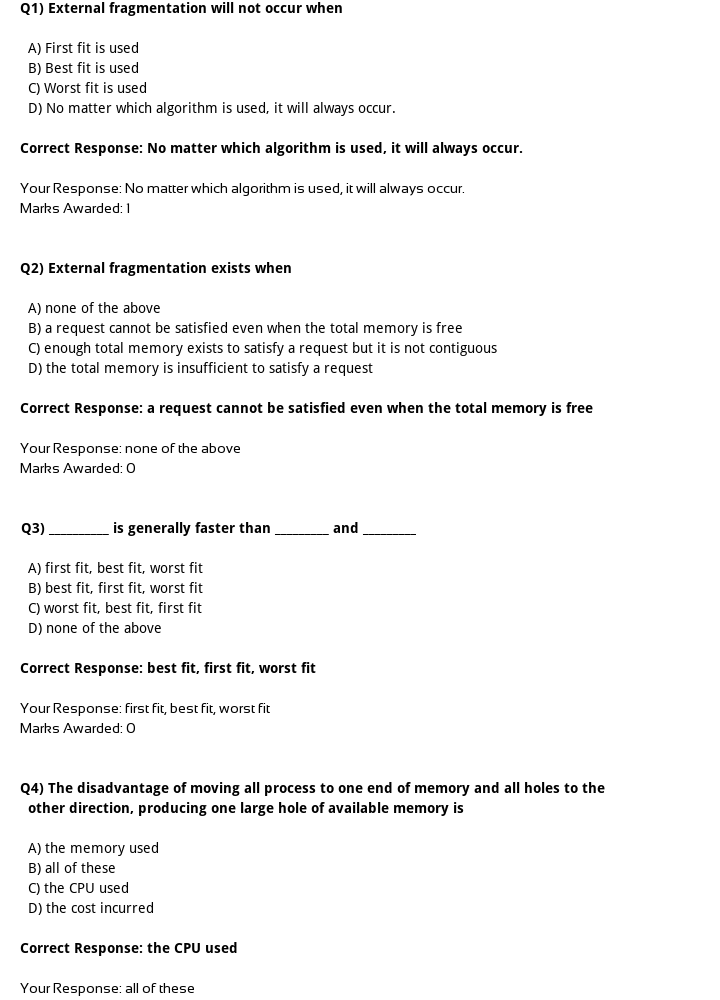 Q1) External fragmentation will not occur when
A) First fit is used
B) Best fit is used
C) Worst fit is used
D) No matter which algorithm is used, it will always occur.
Correct Response: No matter which algorithm is used, it will always occur.
Your Response: No matter which algorithm is used, it will always occur.
Marks Awarded: 1
Q2) External fragmentation exists when
A) none of the above
B) a request cannot be satisfied even when the total memory is free
C) enough total memory exists to satisfy a request but it is not contiguous
D) the total memory is insufficient to satisfy a request
Correct Response: a request cannot be satisfied even when the total memory is free
Your Response: none of the above
Marks Awarded: 0
Q3) __________ is generally faster than _________ and _________
A) first fit, best fit, worst fit
B) best fit, first fit, worst fit
C) worst fit, best fit, first fit
D) none of the above
Correct Response: best fit, first fit, worst fit
Your Response: first fit, best fit, worst fit
Marks Awarded: 0
Q4) The disadvantage of moving all process to one end of memory and all holes to the
other direction, producing one large hole of available memory is
A) the memory used
B) all of these
C) the CPU used
D) the cost incurred
Correct Response: the CPU used
Your Response: all of these